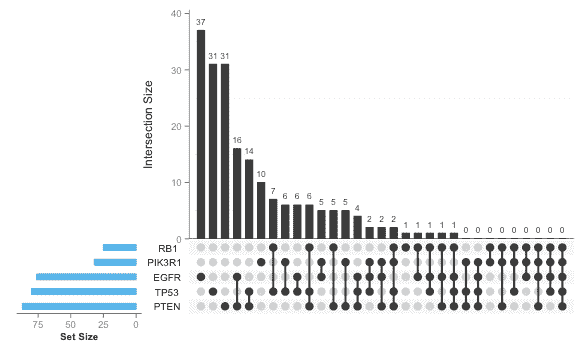 40
30
20
10
0
Intersection Size
37
31 31
16
14
10
7
6 6 6
5 5 5
4
2 2 2
1 1 1 1 1
0 0 0 0 0 0 0 0 0
RB1
PIK3R1
EGFR
TP53
PTEN
75 50 25 0
Set Size